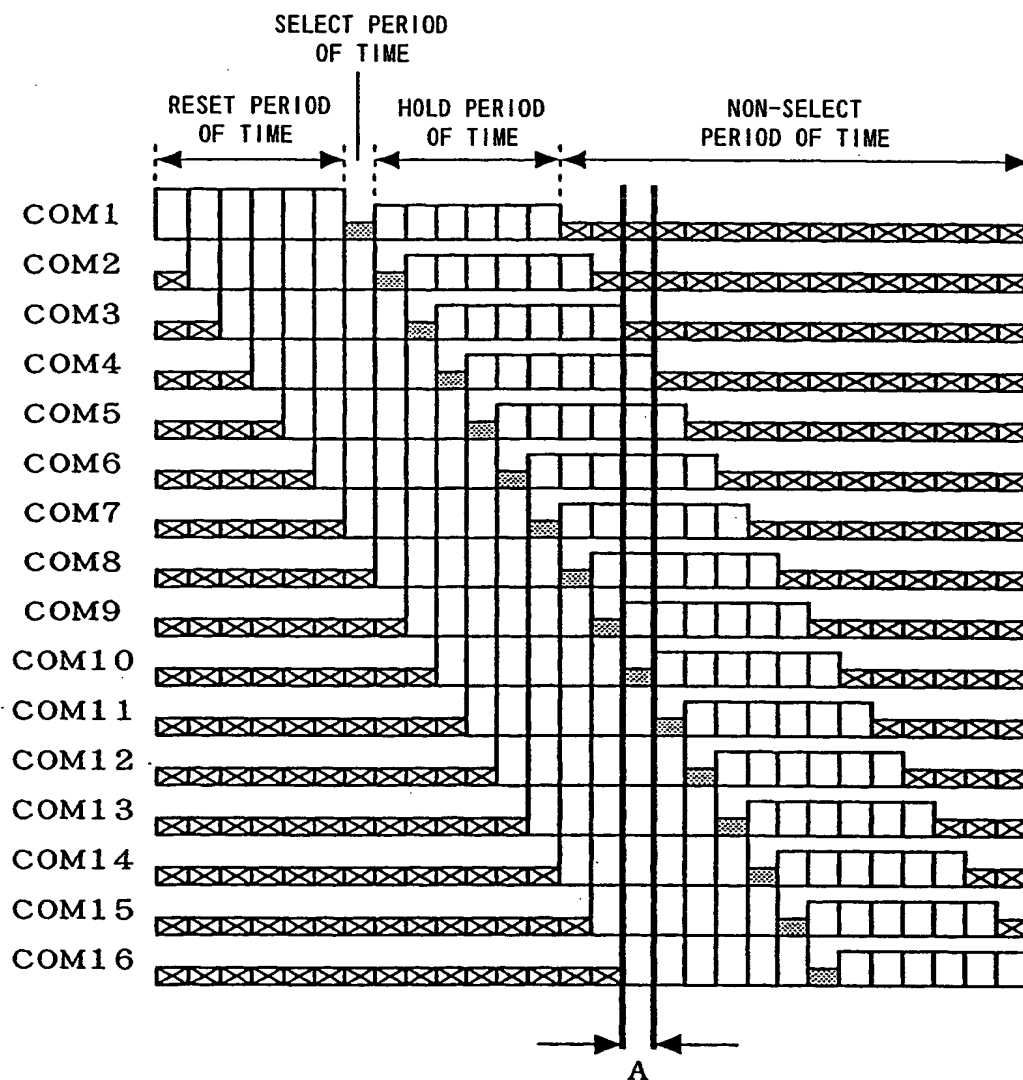 SELECT PERIOD
OF TIME
RESET PERIOD
OF TIME
HOLD PERIOD
OF TIME
NON-SELECT
PERIOD OF TIME
COM1
COM2
COM3
COM4
COM5
COM6
COM7
COM8
COM9
COM10
COM11
COM12
COM13
COM14
COM15
COM16
A